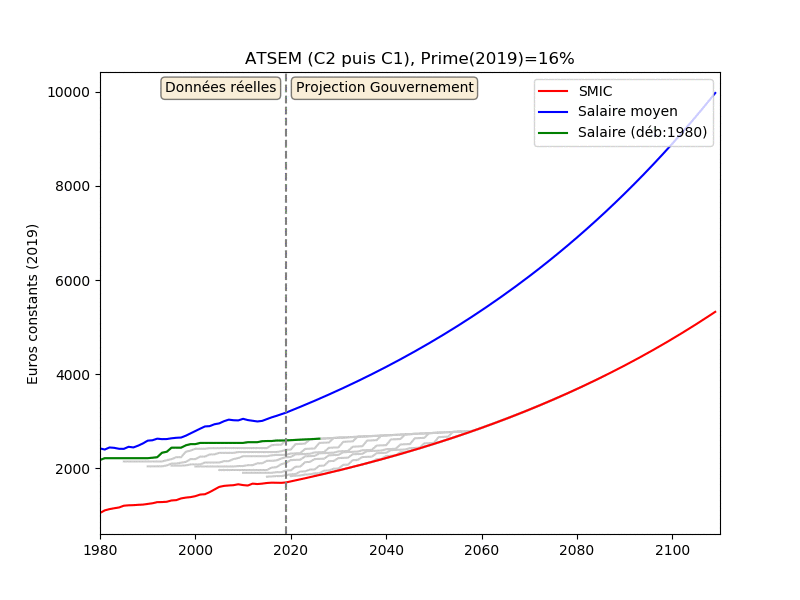 ATSEM (C2 puis C1), Prime(2019)=16%
Données réelles
Projection Gouvernement
SMIC
Salaire moyen
Salaire (déb:1980)
Euros constants (2019)
10000
8000
6000
4000
2000
1980
2000
2020
2040
2060
2080
2100